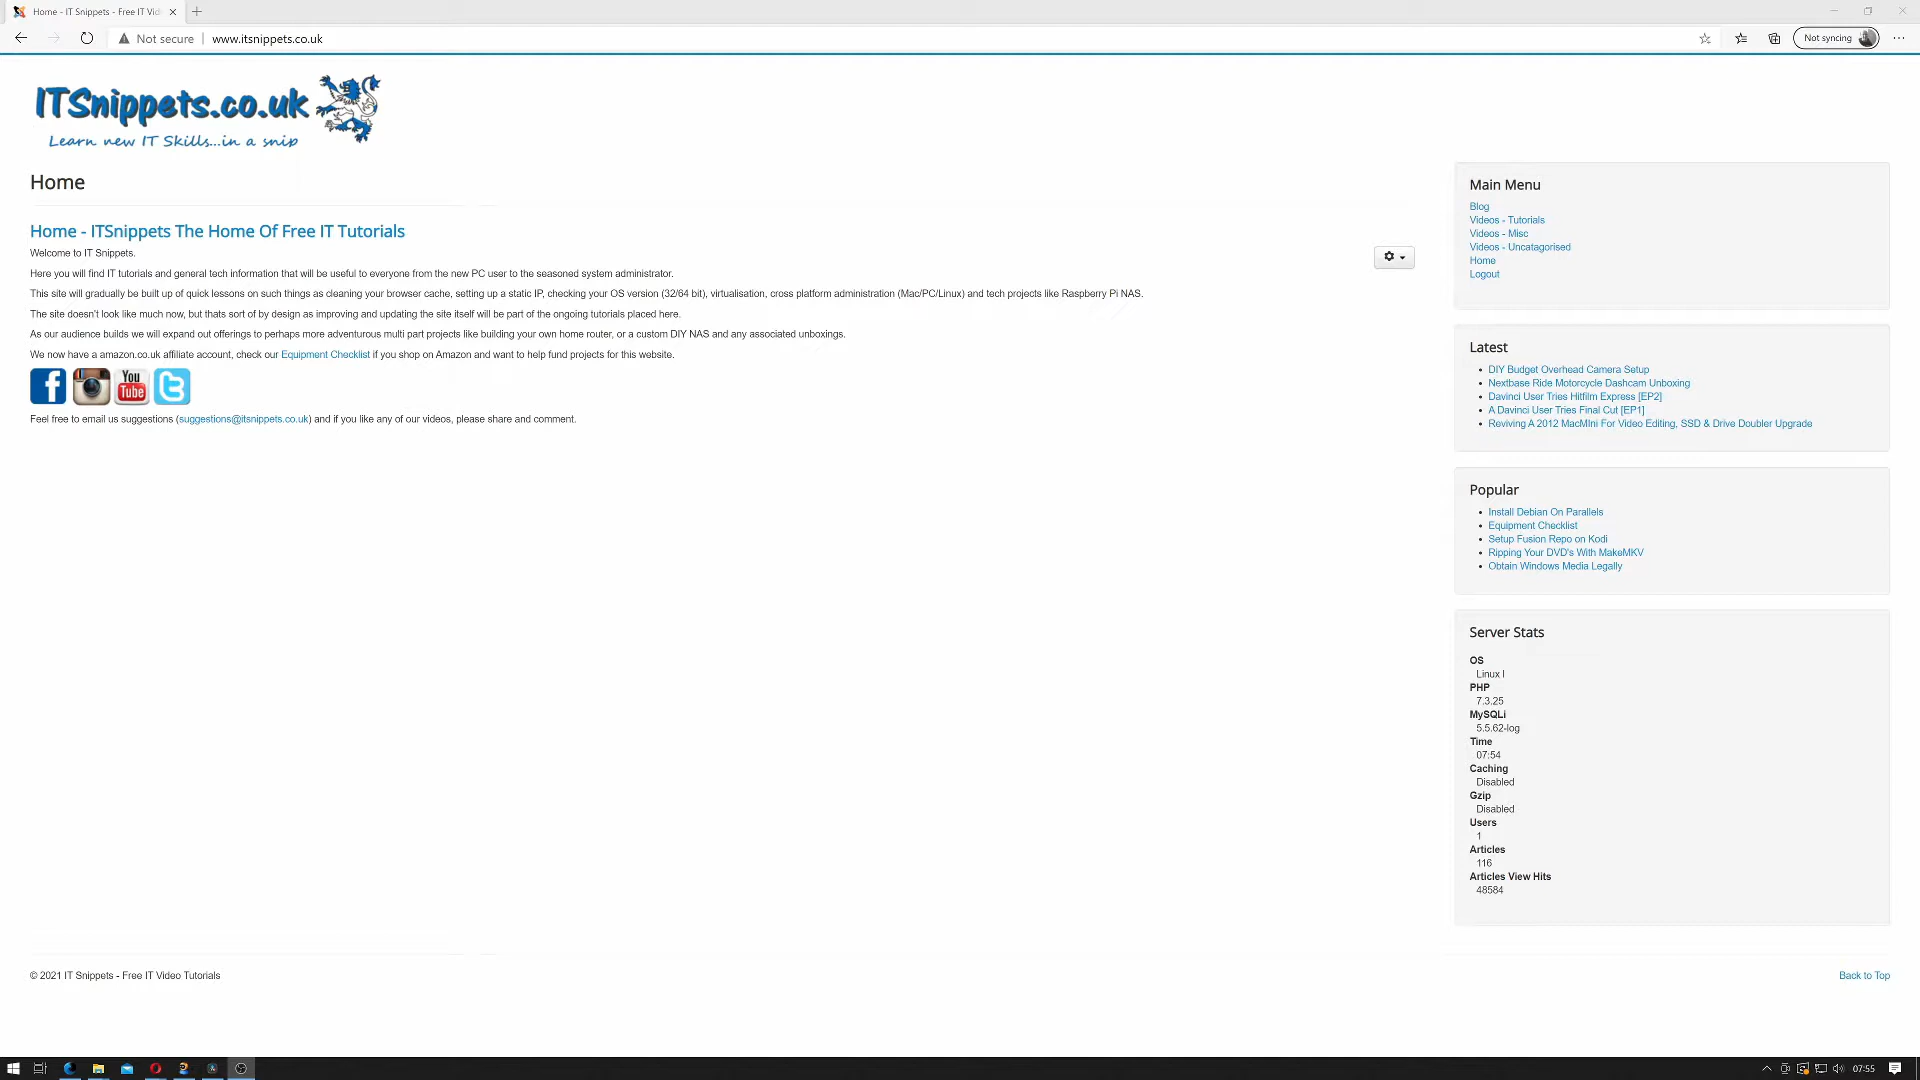 Home - IT Snippets - Free IT Vid
Not secure
www.itsnippets.co.uk
Not syncing
ITSnippets.co.uk
Learn new IT Skills...in a snip
Home
Home - ITSnippets The Home Of Free IT Tutorials
Welcome to IT Snippets.
Here you will find IT tutorials and general tech information that will be useful to everyone from the new PC user to the seasoned system administrator.
This site will gradually be built up of quick lessons on such things as cleaning your browser cache, setting up a static IP, checking your OS version (32/64 bit), virtualisation, cross platform administration (Mac/PC/Linux) and tech projects like Raspberry Pi NAS.
The site doesn't look like much now, but thats sort of by design as improving and updating the site itself will be part of the ongoing tutorials placed here.
As our audience builds we will expand out offerings to perhaps more adventurous multi part projects like building your own home router, or a custom DIY NAS and any associated unboxings.
We now have a amazon.co.uk affiliate account, check our Equipment Checklist if you shop on Amazon and want to help fund projects for this website.
You
Tube
Feel free to email us suggestions (suggestions@itsnippets.co.uk) and if you like any of our videos, please share and comment.
Main Menu
Blog
Videos - Tutorials
Videos - Misc
Videos - Uncatagorised
Home
Logout
Latest
DIY Budget Overhead Camera Setup
Nextbase Ride Motorcycle Dashcam Unboxing
Davinci User Tries Hitfilm Express [EP2]
A Davinci User Tries Final Cut [EP1]
Reviving A 2012 MacMIni For Video Editing, SSD & Drive Doubler Upgrade
Popular
Install Debian On Parallels
Equipment Checklist
Setup Fusion Repo on Kodi
Ripping Your DVD's With MakeMKV
Obtain Windows Media Legally
Server Stats
OS
Linux l
PHP
7.3.25
MySQLi
5.5.62-log
Time
07:54
Caching
Disabled
Gzip
Disabled
Users
1
Articles
116
Articles View Hits
48584
© 2021 IT Snippets - Free IT Video Tutorials
Back to Top
07:55